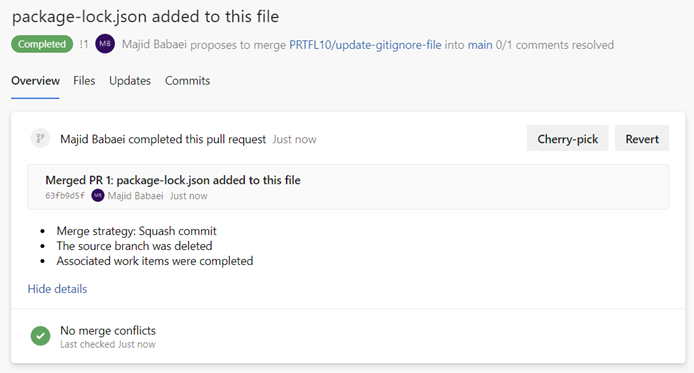 package-lock.json added to this file
Completed !1 MB Majid Babaei proposes to merge PRTFL10/update-gitignore-file into main 0/1 comments resolved
Overview Files Updates Commits
Majid Babaei completed this pull request Just now Cherry-pick Revert
Merged PR 1: package-lock.json added to this file
63fb9d5f MB Majid Babaei Just now
• Merge strategy: Squash commit
• The source branch was deleted
• Associated work items were completed
Hide details
No merge conflicts
Last checked Just now